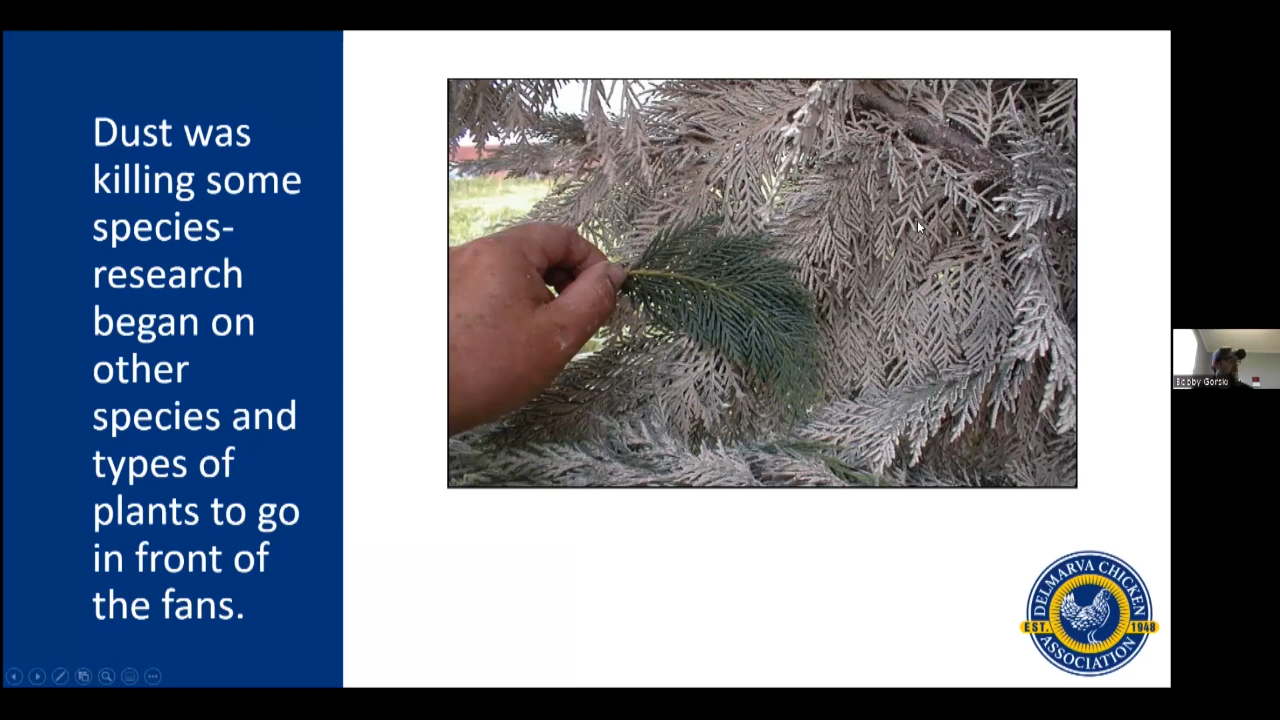 Dust was
killing some
species-
research
began on
other
species and
types of
plants to go
in front of
the fans.
Bobby Gorski
DELMARVA CHICKEN
EST. 1948
ASSOCIATION